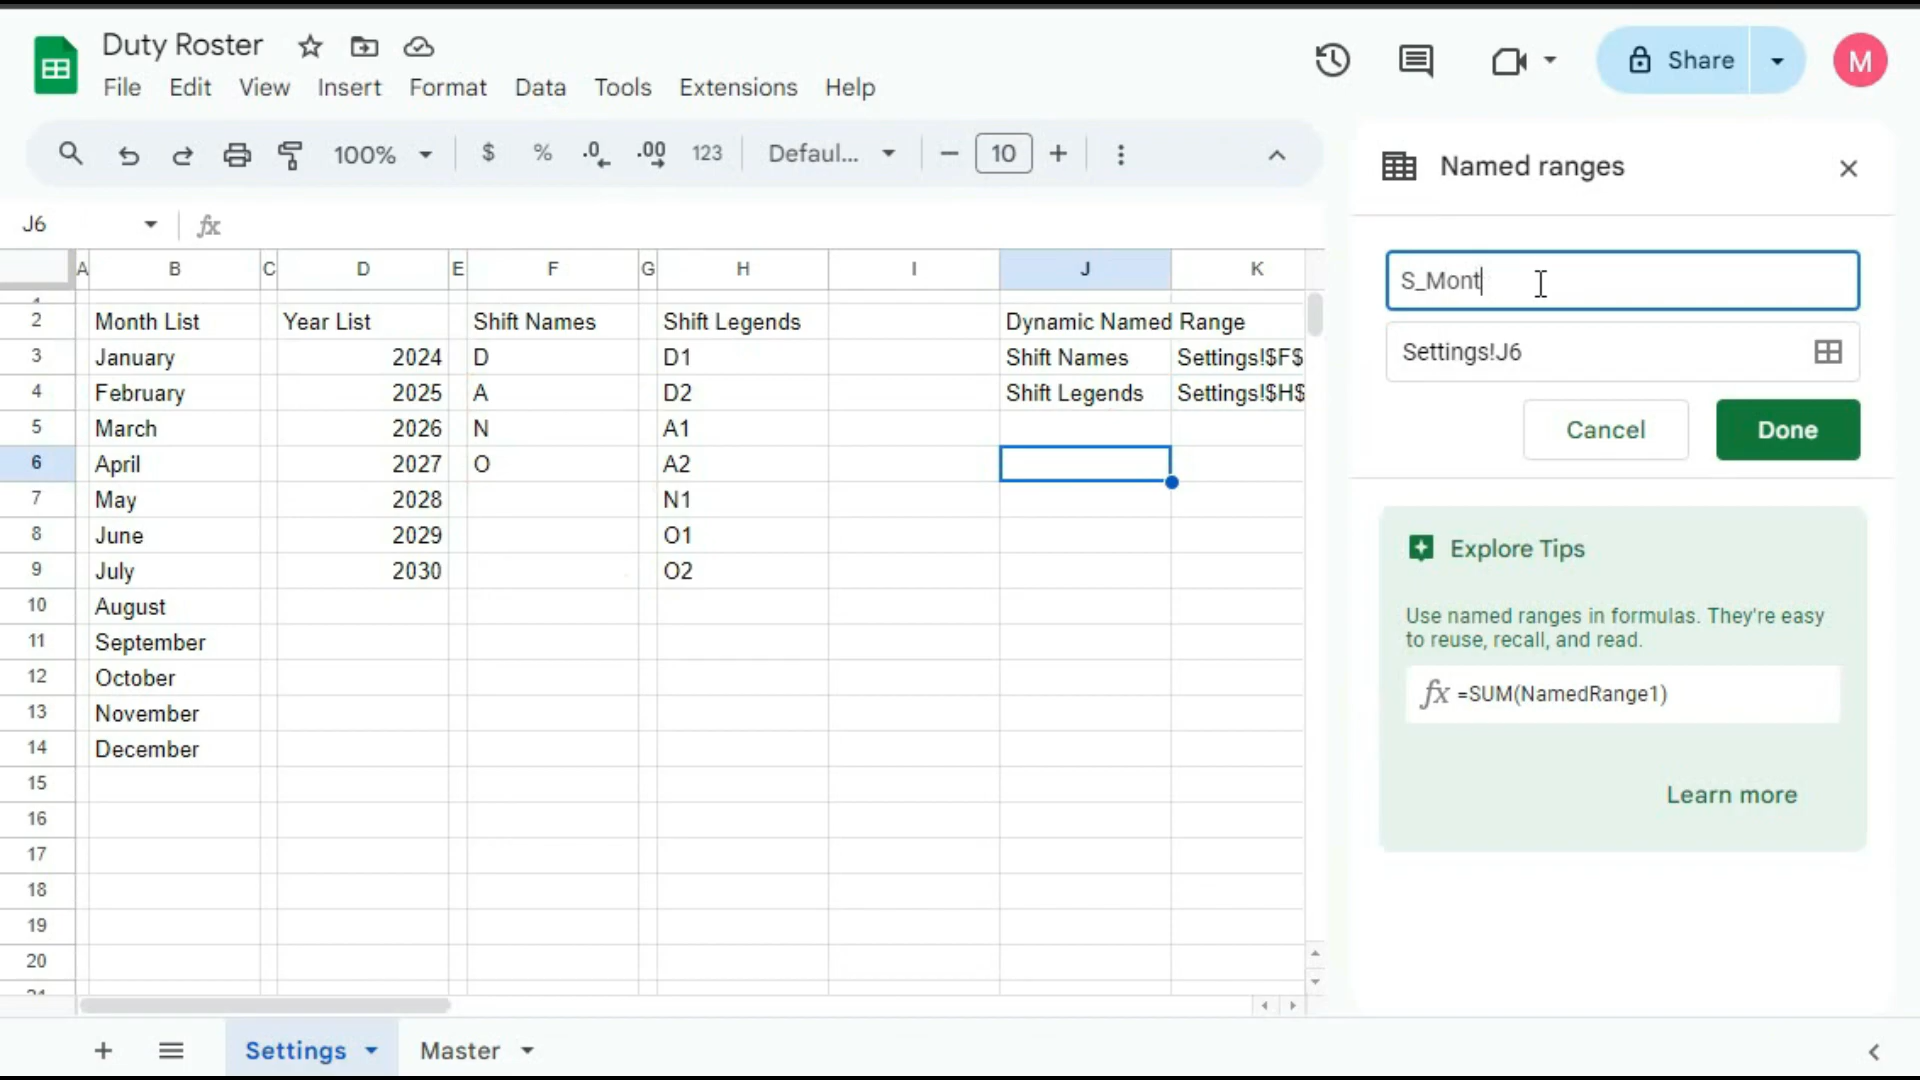 Duty Roster
File Edit View Insert Format Data Tools Extensions Help
Share
M
100% $ % .0 .00 123 Defaul... 10
Named ranges
J6 fx
S_Mont
Settings!J6
Cancel Done
A B C D E F G H I J K
2 Month List Year List Shift Names Shift Legends Dynamic Named Range
3 January 2024 D D1 Shift Names Settings!$F$
4 February 2025 A D2 Shift Legends Settings!$H$
5 March 2026 N A1
6 April 2027 O A2
7 May 2028 N1
8 June 2029 O1
9 July 2030 O2
10 August
11 September
12 October
13 November
14 December
15
16
17
18
19
20
Explore Tips
Use named ranges in formulas. They're easy
to reuse, recall, and read.
fx =SUM(NamedRange1)
Learn more
Settings Master